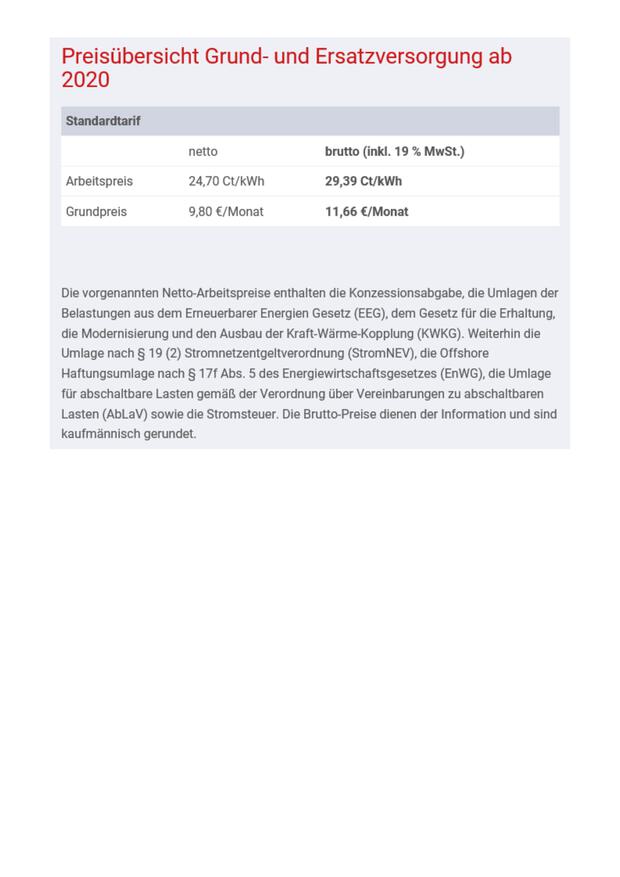 Preisübersicht Grund- und Ersatzversorgung ab
2020
Standardtarif
netto brutto (inkl. 19 % MwSt.)
Arbeitspreis 24,70 Ct/kWh 29,39 Ct/kWh
Grundpreis 9,80 €/Monat 11,66 €/Monat
Die vorgenannten Netto-Arbeitspreise enthalten die Konzessionsabgabe, die Umlagen der
Belastungen aus dem Erneuerbarer Energien Gesetz (EEG), dem Gesetz für die Erhaltung,
die Modernisierung und den Ausbau der Kraft-Wärme-Kopplung (KWKG). Weiterhin die
Umlage nach § 19 (2) Stromnetzentgeltverordnung (StromNEV), die Offshore
Haftungsumlage nach § 17f Abs. 5 des Energiewirtschaftsgesetzes (EnWG), die Umlage
für abschaltbare Lasten gemäß der Verordnung über Vereinbarungen zu abschaltbaren
Lasten (AbLaV) sowie die Stromsteuer. Die Brutto-Preise dienen der Information und sind
kaufmännisch gerundet.